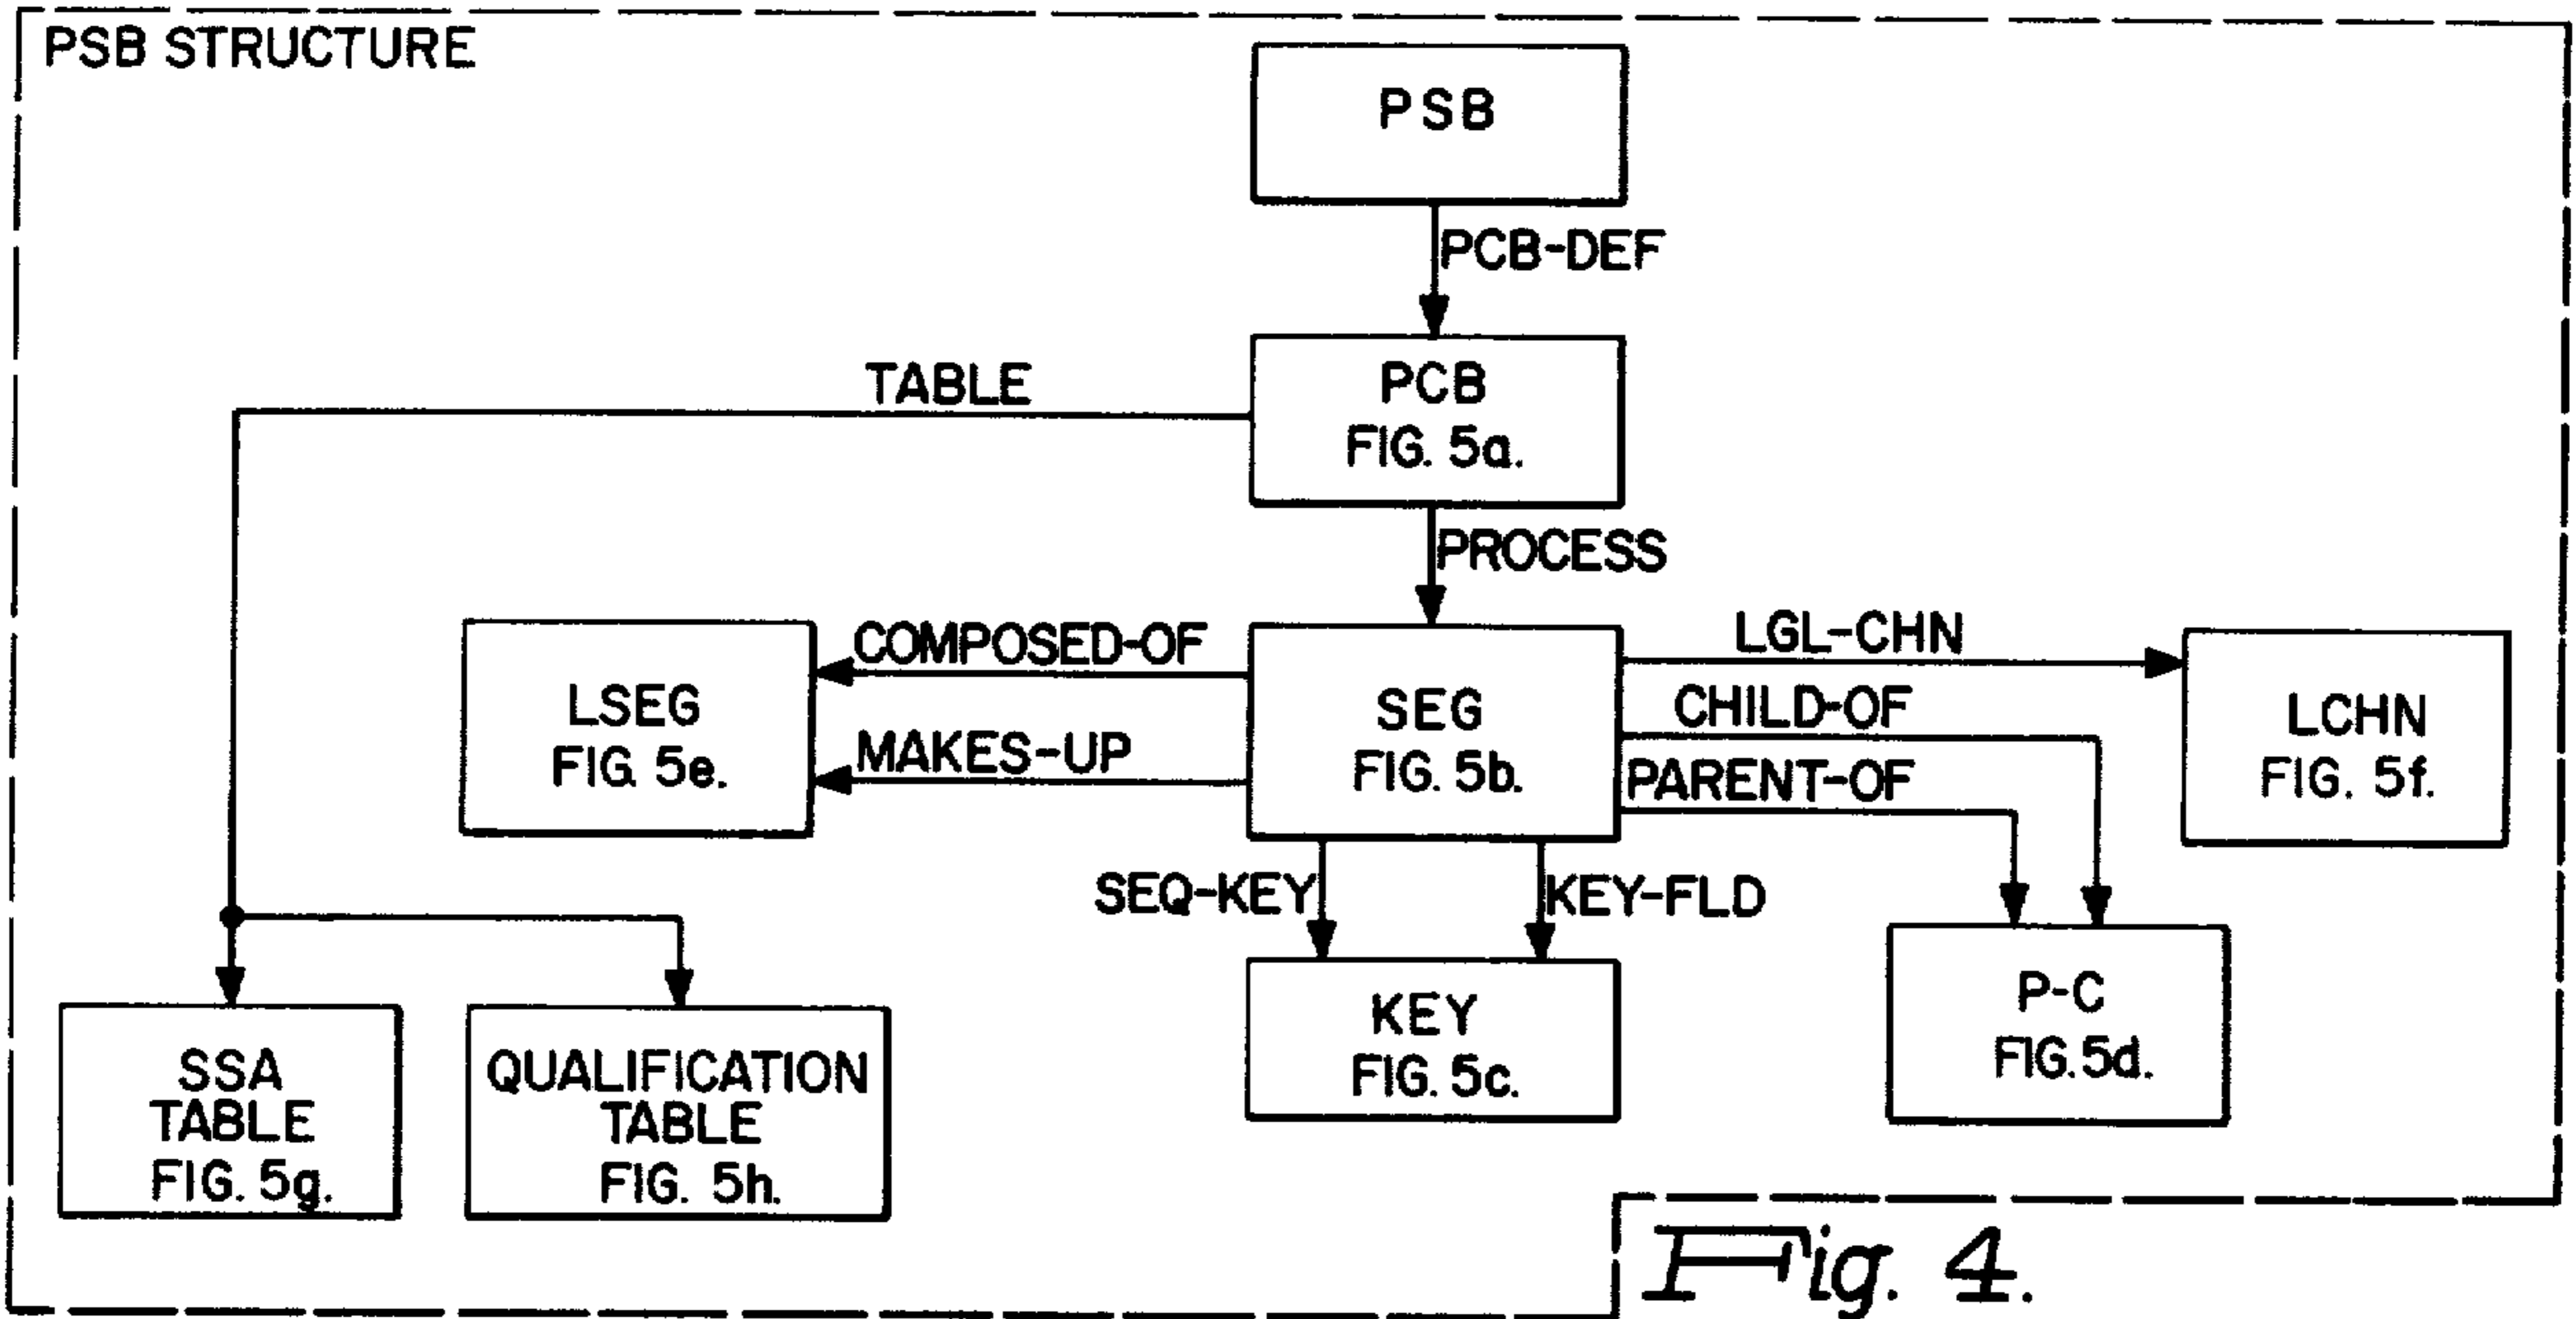 PSB STRUCTURE
PSB
PCB-DEF
TABLE
PCB
FIG. 5a.
PROCESS
COMPOSED-OF
LGL-CHN
LSEG
FIG. 5e.
MAKES-UP
SEG
FIG. 5b.
CHILD-OF
PARENT-OF
LCHN
FIG. 5f.
SEQ-KEY
KEY-FLD
SSA
TABLE
FIG. 5g.
QUALIFICATION
TABLE
FIG. 5h.
KEY
FIG. 5c.
P-C
FIG. 5d.
Fig. 4.